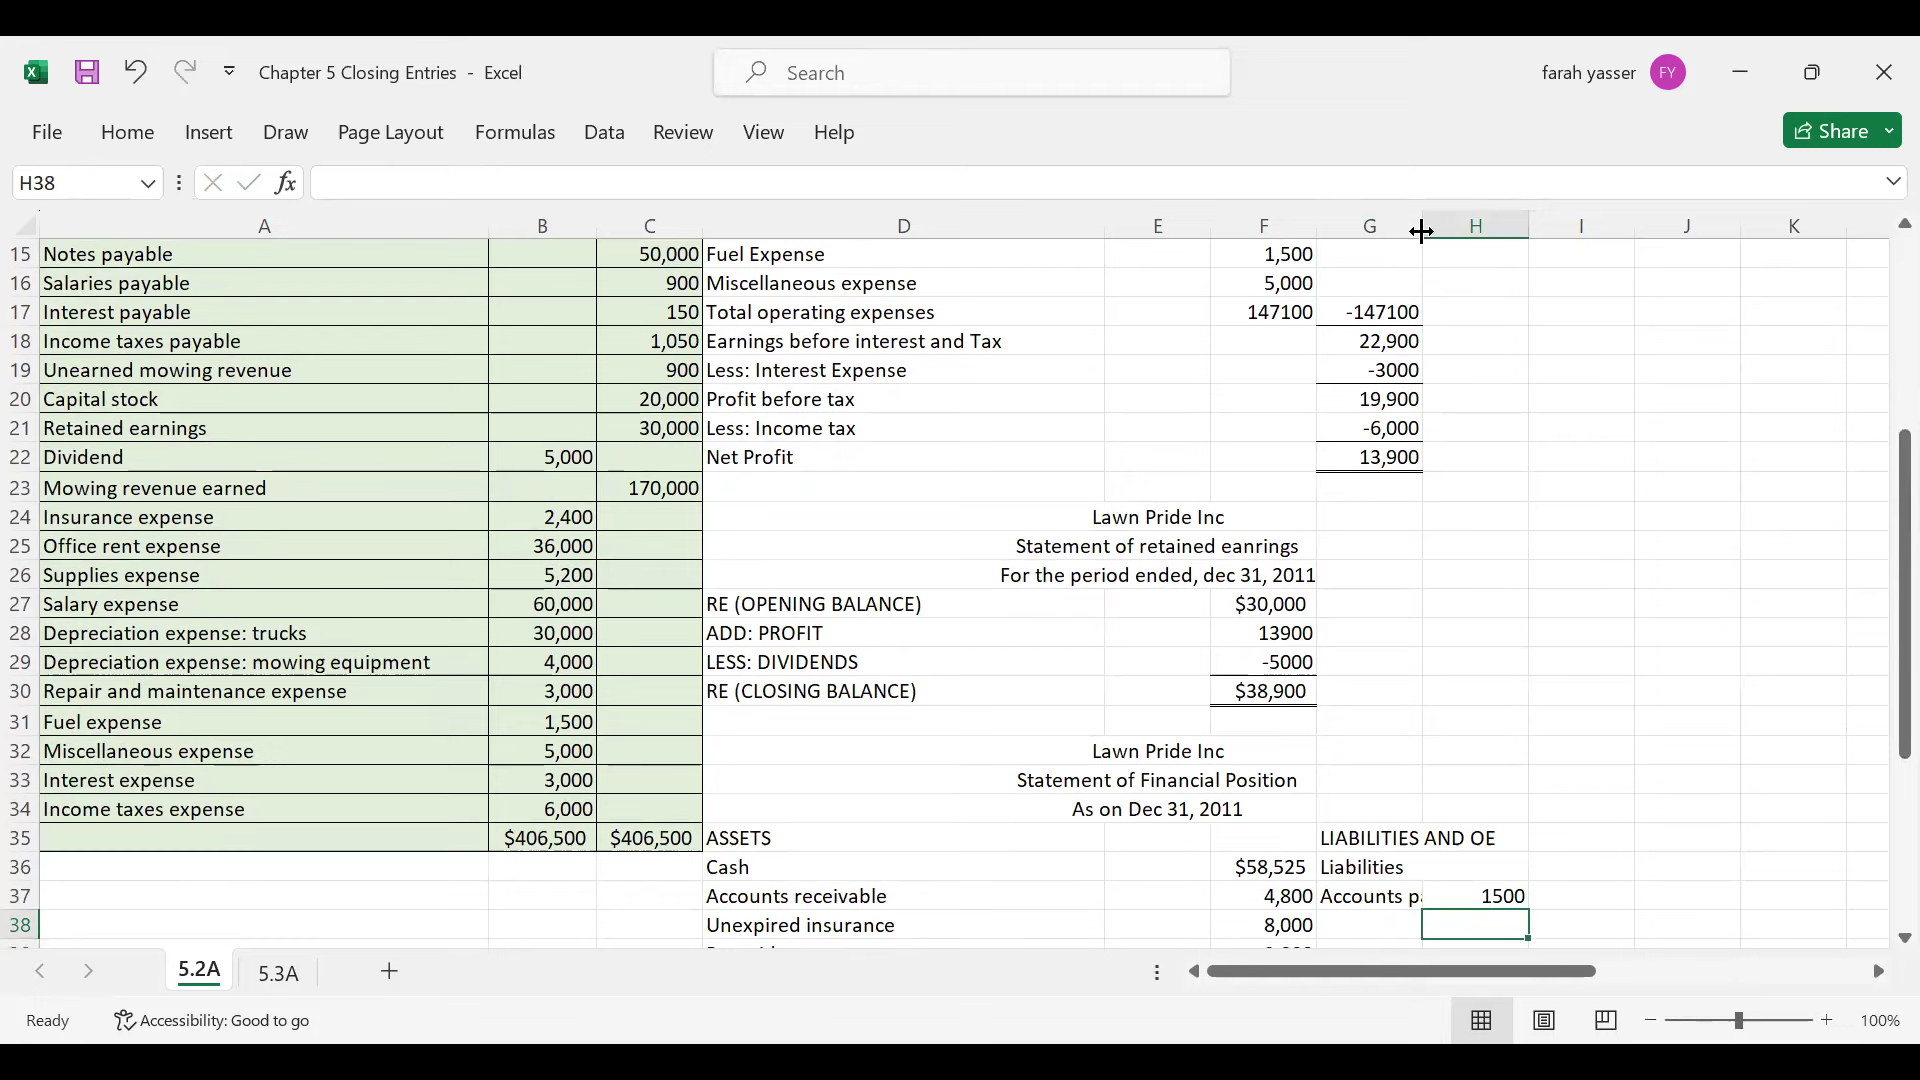 Chapter 5 Closing Entries - Excel
Search
farah yasser FY
File Home Insert Draw Page Layout Formulas Data Review View Help
Share
H38 fx
A B C D E F G H I J K
15 Notes payable 50,000 Fuel Expense 1,500
16 Salaries payable 900 Miscellaneous expense 5,000
17 Interest payable 150 Total operating expenses 147100 -147100
18 Income taxes payable 1,050 Earnings before interest and Tax 22,900
19 Unearned mowing revenue 900 Less: Interest Expense -3000
20 Capital stock 20,000 Profit before tax 19,900
21 Retained earnings 30,000 Less: Income tax -6,000
22 Dividend 5,000 Net Profit 13,900
23 Mowing revenue earned 170,000
24 Insurance expense 2,400 Lawn Pride Inc
25 Office rent expense 36,000 Statement of retained eanrings
26 Supplies expense 5,200 For the period ended, dec 31, 2011
27 Salary expense 60,000 RE (OPENING BALANCE) $30,000
28 Depreciation expense: trucks 30,000 ADD: PROFIT 13900
29 Depreciation expense: mowing equipment 4,000 LESS: DIVIDENDS -5000
30 Repair and maintenance expense 3,000 RE (CLOSING BALANCE) $38,900
31 Fuel expense 1,500
32 Miscellaneous expense 5,000 Lawn Pride Inc
33 Interest expense 3,000 Statement of Financial Position
34 Income taxes expense 6,000 As on Dec 31, 2011
35 $406,500 $406,500 ASSETS LIABILITIES AND OE
36 Cash $58,525 Liabilities
37 Accounts receivable 4,800 Accounts p 1500
38 Unexpired insurance 8,000
5.2A 5.3A
Ready Accessibility: Good to go 100%